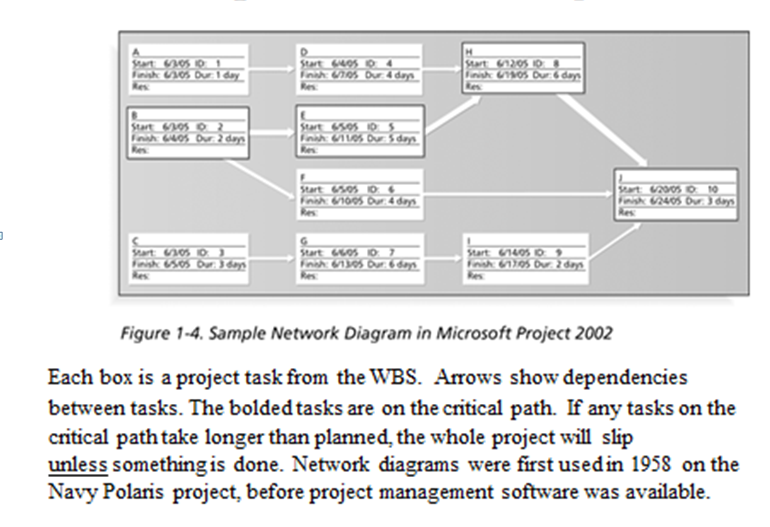 A
Start: 6/3/05 ID: 1
Finish: 6/3/05 Dur: 1 day
Res:
D
Start: 6/4/05 ID: 4
Finish: 6/7/05 Dur: 4 days
Res:
H
Start: 6/12/05 ID: 8
Finish: 6/19/05 Dur: 6 days
Res:
B
Start: 6/3/05 ID: 2
Finish: 6/4/05 Dur: 2 days
Res:
E
Start: 6/5/05 ID: 5
Finish: 6/11/05 Dur: 5 days
Res:
F
Start: 6/5/05 ID: 6
Finish: 6/10/05 Dur: 4 days
Res:
J
Start: 6/20/05 ID: 10
Finish: 6/24/05 Dur: 3 days
Res:
C
Start: 6/3/05 ID: 3
Finish: 6/5/05 Dur: 3 days
Res:
G
Start: 6/6/05 ID: 7
Finish: 6/13/05 Dur: 6 days
Res:
I
Start: 6/14/05 ID: 9
Finish: 6/17/05 Dur: 2 days
Res:
Figure 1-4. Sample Network Diagram in Microsoft Project 2002
Each box is a project task from the WBS. Arrows show dependencies
between tasks. The bolded tasks are on the critical path. If any tasks on the
critical path take longer than planned, the whole project will slip
unless something is done. Network diagrams were first used in 1958 on the
Navy Polaris project, before project management software was available.